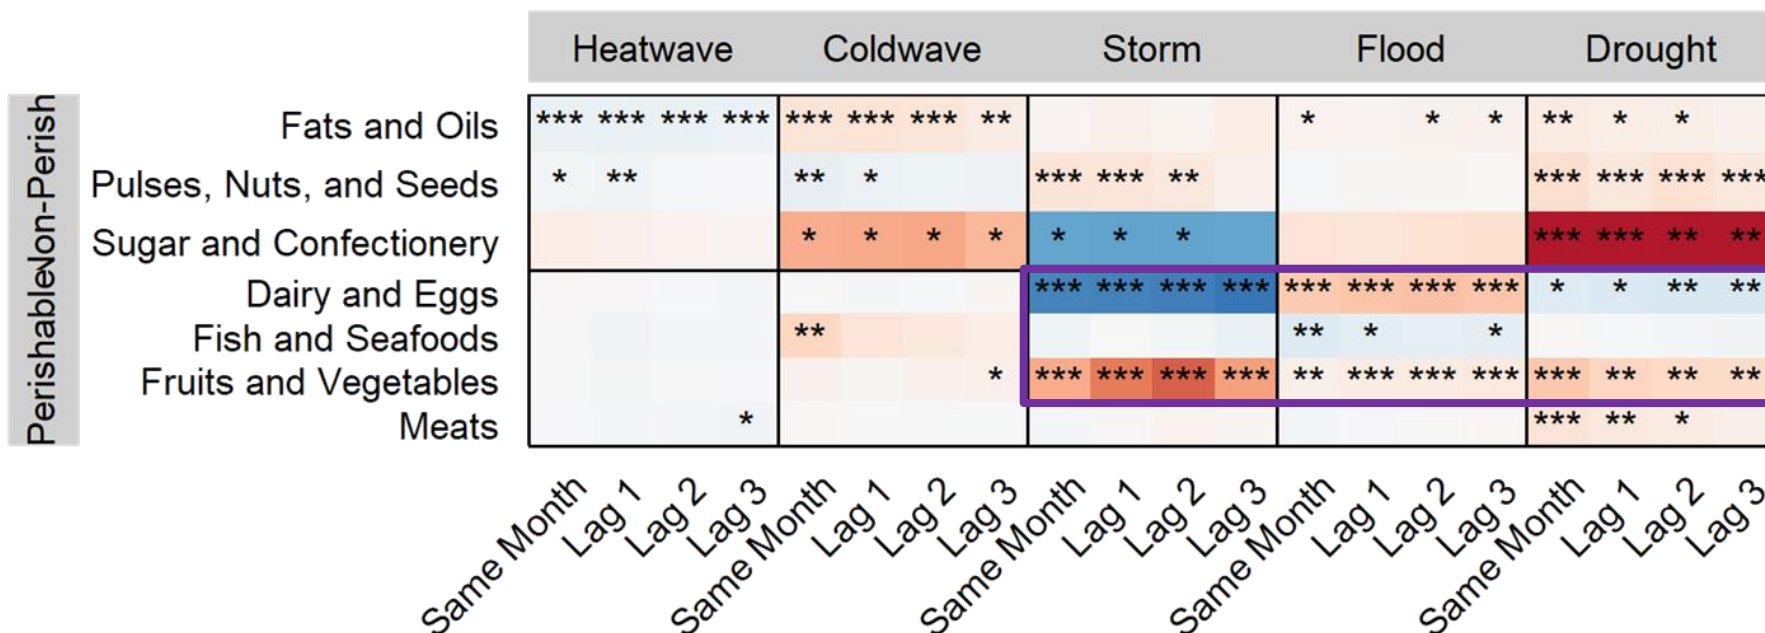 Heatwave Coldwave Storm Flood Drought
Non-Perish
Fats and Oils *** *** *** *** *** *** *** ** * * * ** * *
Pulses, Nuts, and Seeds * ** ** * *** *** ** *** *** *** ***
Sugar and Confectionery * * * * * * * *** *** ** **
Perishable
Dairy and Eggs *** *** *** *** *** *** *** *** * * ** **
Fish and Seafoods ** ** * *
Fruits and Vegetables * *** *** *** *** ** *** *** *** *** ** ** **
Meats * *** ** *
Same Month Lag 1 Lag 2 Lag 3 Same Month Lag 1 Lag 2 Lag 3 Same Month Lag 1 Lag 2 Lag 3 Same Month Lag 1 Lag 2 Lag 3 Same Month Lag 1 Lag 2 Lag 3